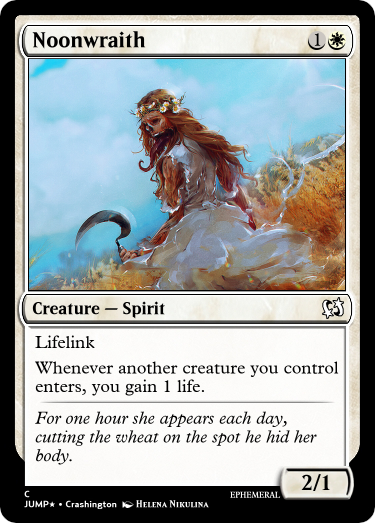 Noonwraith 1
Creature — Spirit
Lifelink
Whenever another creature you control
enters, you gain 1 life.
For one hour she appears each day,
cutting the wheat on the spot he hid her
body.
2/1
C
JUMP★ • Crashington Helena Nikulina
EPHEMERAL